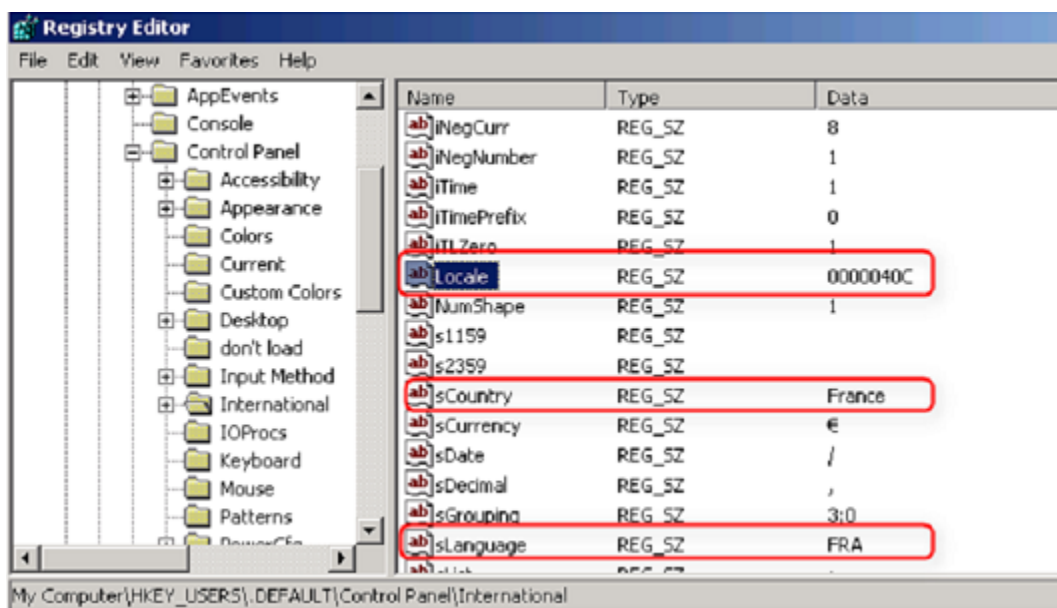 Registry Editor
File Edit View Favorites Help
AppEvents
Console
Control Panel
Accessibility
Appearance
Colors
Current
Custom Colors
Desktop
don't load
Input Method
International
IOProcs
Keyboard
Mouse
Patterns
PowerCfg
Name Type Data
iNegCurr REG_SZ 8
iNegNumber REG_SZ 1
iTime REG_SZ 1
iTimePrefix REG_SZ 0
iTLZero REG_SZ 1
Locale REG_SZ 0000040C
NumShape REG_SZ 1
s1159 REG_SZ
s2359 REG_SZ
sCountry REG_SZ France
sCurrency REG_SZ €
sDate REG_SZ /
sDecimal REG_SZ ,
sGrouping REG_SZ 3;0
sLanguage REG_SZ FRA
My Computer\HKEY_USERS\.DEFAULT\Control Panel\International